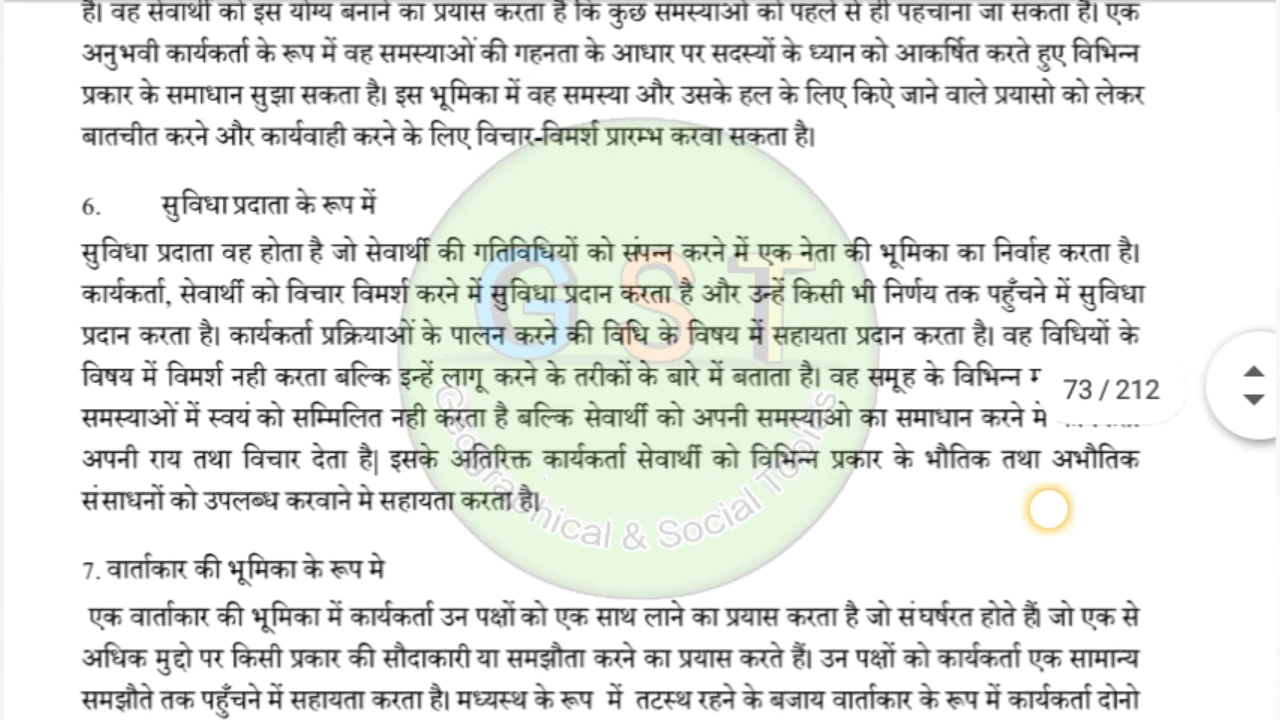 है। वह सेवार्थी को इस योग्य बनाने का प्रयास करता है कि कुछ समस्याओं को पहले से ही पहचाना जा सकता है। एक
अनुभवी कार्यकर्ता के रूप में वह समस्याओं की गहनता के आधार पर सदस्यों के ध्यान को आकर्षित करते हुए विभिन्न
प्रकार के समाधान सुझा सकता है। इस भूमिका में वह समस्या और उसके हल के लिए किऐ जाने वाले प्रयासो को लेकर
बातचीत करने और कार्यवाही करने के लिए विचार-विमर्श प्रारम्भ करवा सकता है।
6. सुविधा प्रदाता के रूप में
सुविधा प्रदाता वह होता है जो सेवार्थी की गतिविधियों को संपन्न करने में एक नेता की भूमिका का निर्वाह करता है।
कार्यकर्ता, सेवार्थी को विचार विमर्श करने में सुविधा प्रदान करता है और उन्हें किसी भी निर्णय तक पहुँचने में सुविधा
प्रदान करता है। कार्यकर्ता प्रक्रियाओं के पालन करने की विधि के विषय में सहायता प्रदान करता है। वह विधियों के
विषय में विमर्श नही करता बल्कि इन्हें लागू करने के तरीकों के बारे में बताता है। वह समूह के विभिन्न
73 / 212
समस्याओं में स्वयं को सम्मिलित नही करता है बल्कि सेवार्थी को अपनी समस्याओ का समाधान करने मे
अपनी राय तथा विचार देता है| इसके अतिरिक्त कार्यकर्ता सेवार्थी को विभिन्न प्रकार के भौतिक तथा अभौतिक
संसाधनों को उपलब्ध करवाने मे सहायता करता है।
7. वार्ताकार की भूमिका के रूप मे
एक वार्ताकार की भूमिका में कार्यकर्ता उन पक्षों को एक साथ लाने का प्रयास करता है जो संघर्षरत होते हैं। जो एक से
अधिक मुद्दो पर किसी प्रकार की सौदाकारी या समझौता करने का प्रयास करते हैं। उन पक्षों को कार्यकर्ता एक सामान्य
समझौते तक पहुँचने में सहायता करता है। मध्यस्थ के रूप में तटस्थ रहने के बजाय वार्ताकार के रूप में कार्यकर्ता दोनो
GST
Geographical & Social Topics